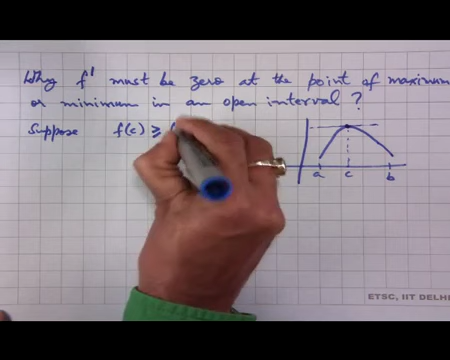 Why f' must be zero at the point of maximum
or minimum in an open interval ?
Suppose f(c) ≥
a c b
ETSC, IIT DELHI